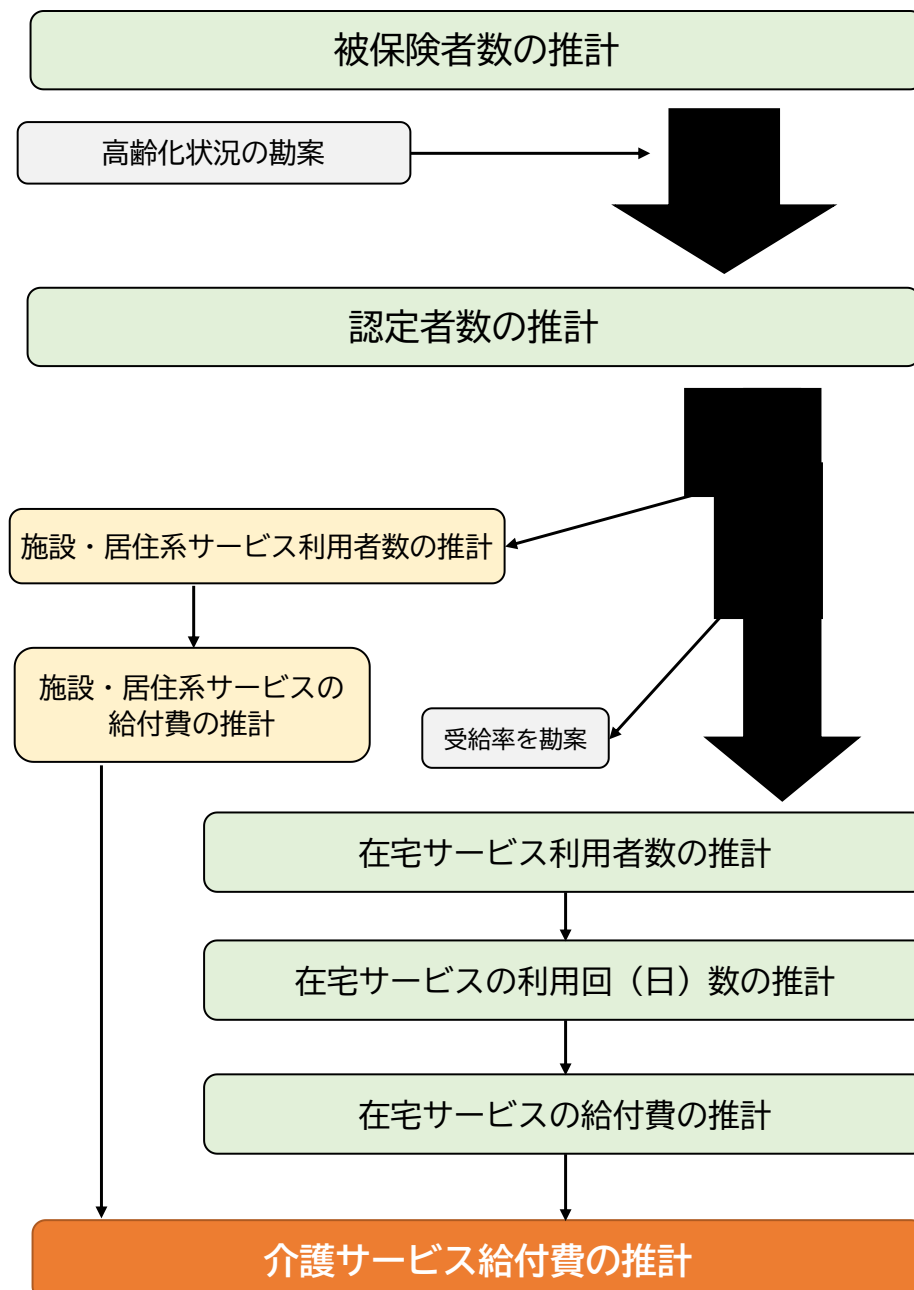 被保険者数の推計
高齢化状況の勘案
認定者数の推計
施設・居住系サービス利用者数の推計
施設・居住系サービスの
給付費の推計
受給率を勘案
在宅サービス利用者数の推計
在宅サービスの利用回（日）数の推計
在宅サービスの給付費の推計
介護サービス給付費の推計